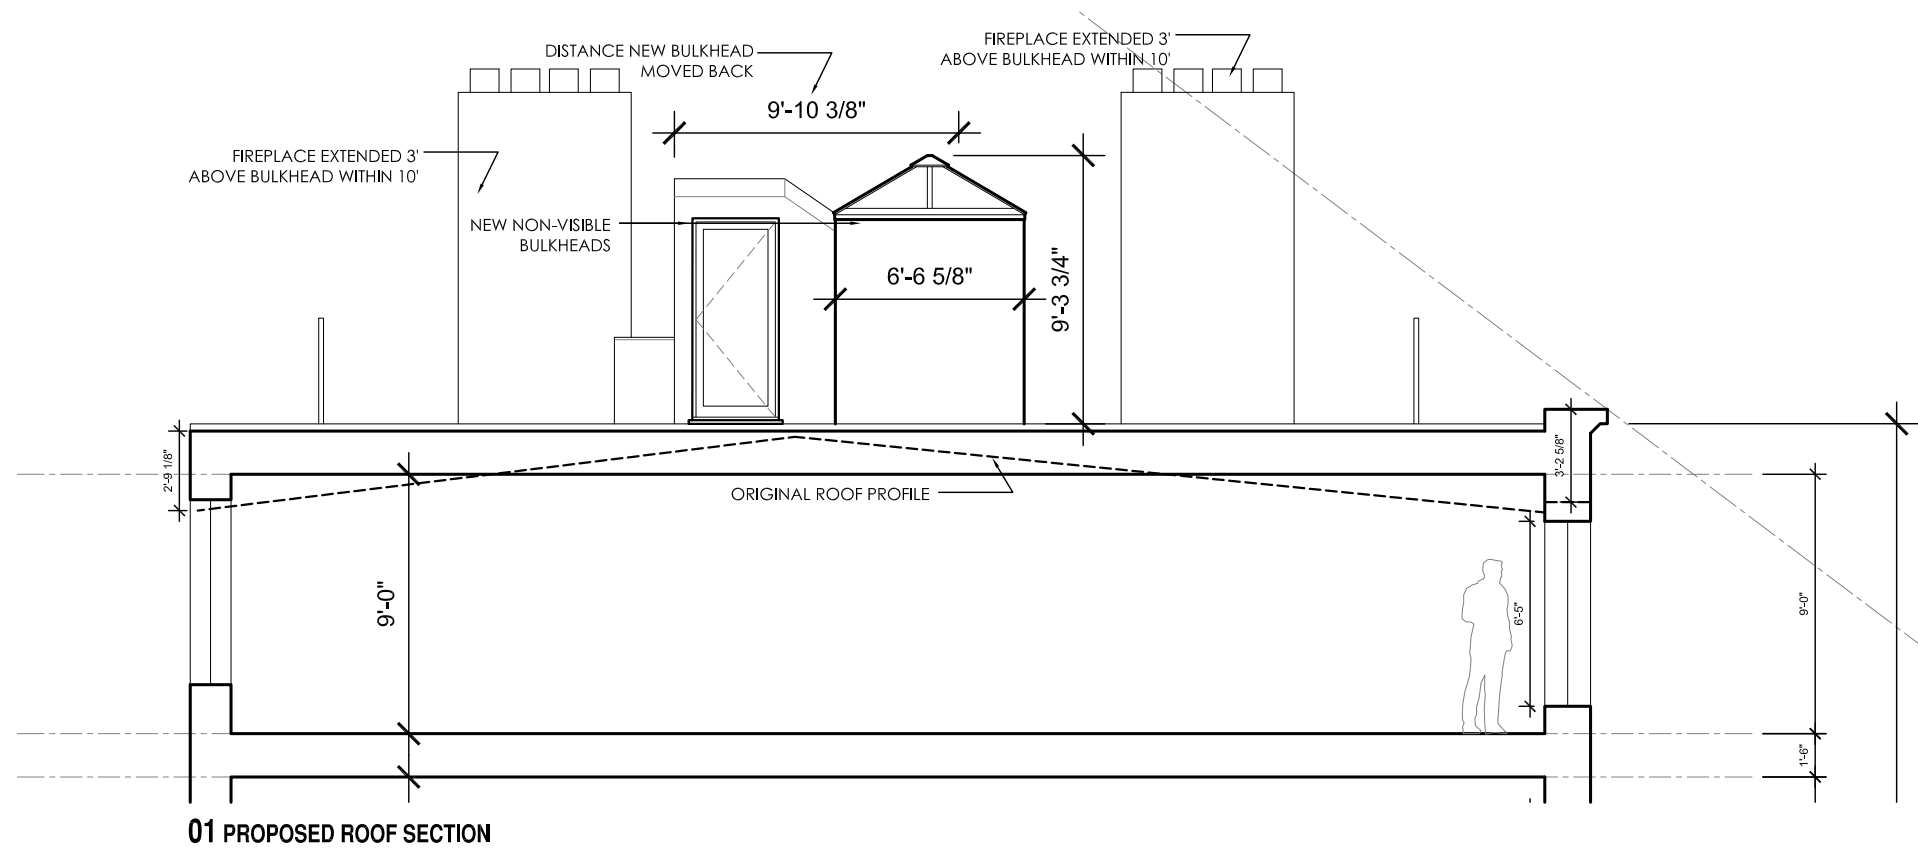 DISTANCE NEW BULKHEAD
MOVED BACK
9'-10 3/8"
FIREPLACE EXTENDED 3'
ABOVE BULKHEAD WITHIN 10'
FIREPLACE EXTENDED 3'
ABOVE BULKHEAD WITHIN 10'
NEW NON-VISIBLE
BULKHEADS
6'-6 5/8"
9'-3 3/4"
2'-9 1/8"
3'-2 5/8"
ORIGINAL ROOF PROFILE
9'-0"
6'-5"
9'-0"
1'-6"
01 PROPOSED ROOF SECTION